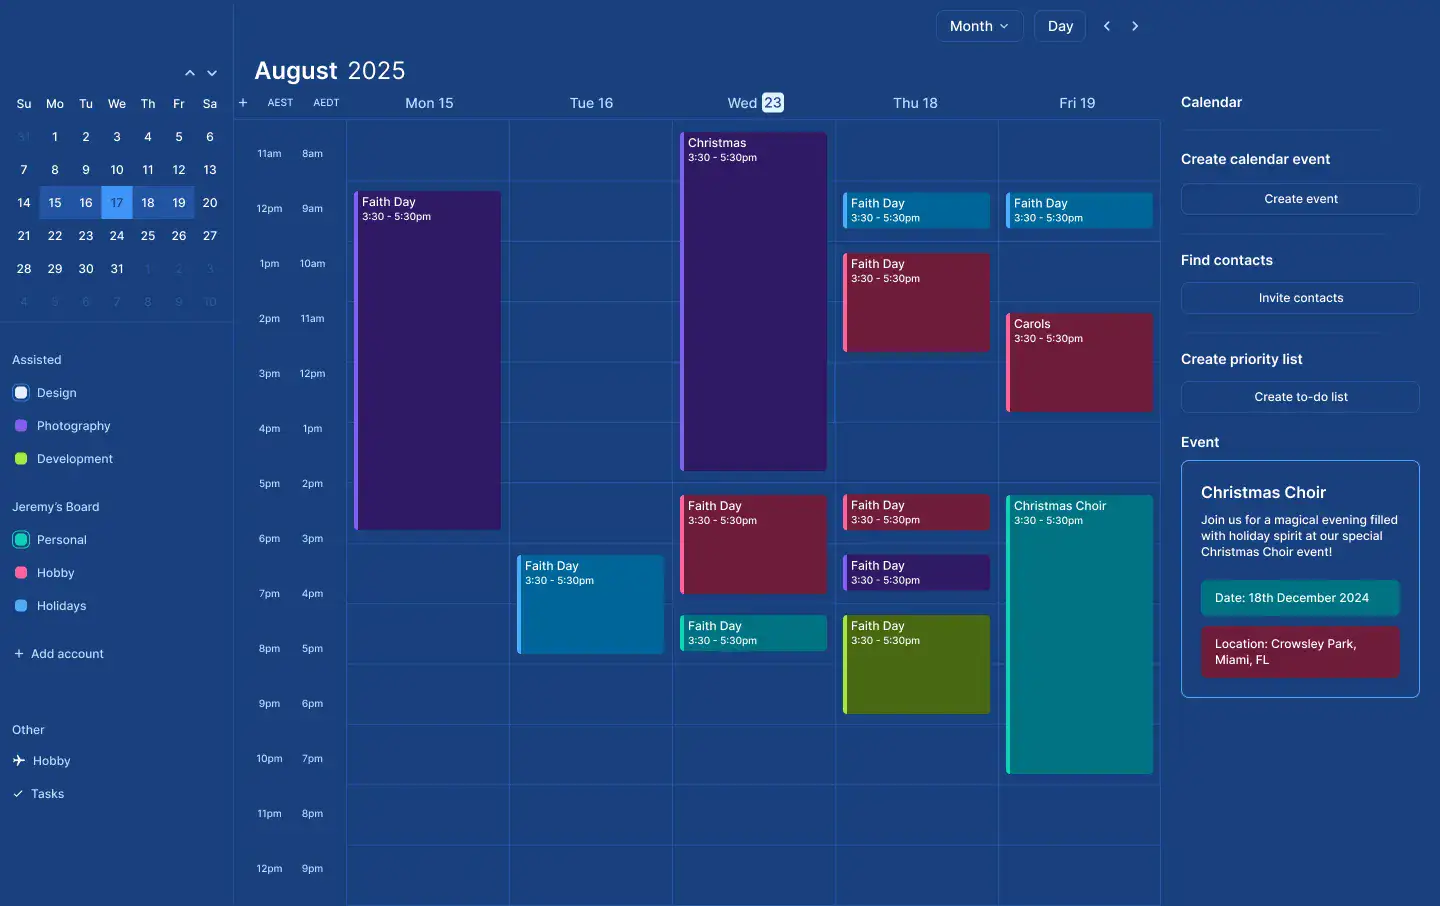 Month
Day
August 2025
Su Mo Tu We Th Fr Sa
31 1 2 3 4 5 6
7 8 9 10 11 12 13
14 15 16 17 18 19 20
21 22 23 24 25 26 27
28 29 30 31 1 2 3
4 5 6 7 8 9 10
Assisted
Design
Photography
Development
Jeremy’s Board
Personal
Hobby
Holidays
+ Add account
Other
Hobby
Tasks
+ AEST AEDT
Mon 15
Tue 16
Wed 23
Thu 18
Fri 19
11am 8am
12pm 9am
1pm 10am
2pm 11am
3pm 12pm
4pm 1pm
5pm 2pm
6pm 3pm
7pm 4pm
8pm 5pm
9pm 6pm
10pm 7pm
11pm 8pm
12pm 9pm
Faith Day
3:30 - 5:30pm
Faith Day
3:30 - 5:30pm
Christmas
3:30 - 5:30pm
Faith Day
3:30 - 5:30pm
Faith Day
3:30 - 5:30pm
Faith Day
3:30 - 5:30pm
Faith Day
3:30 - 5:30pm
Faith Day
3:30 - 5:30pm
Faith Day
3:30 - 5:30pm
Faith Day
3:30 - 5:30pm
Faith Day
3:30 - 5:30pm
Carols
3:30 - 5:30pm
Christmas Choir
3:30 - 5:30pm
Calendar
Create calendar event
Create event
Find contacts
Invite contacts
Create priority list
Create to-do list
Event
Christmas Choir
Join us for a magical evening filled
with holiday spirit at our special
Christmas Choir event!
Date: 18th December 2024
Location: Crowsley Park,
Miami, FL